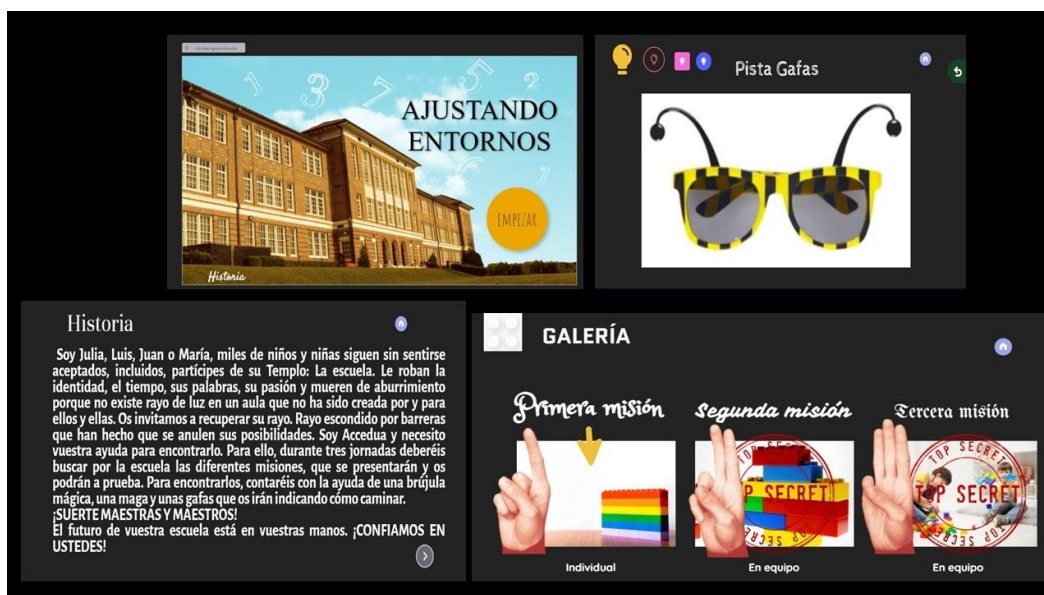 AJUSTANDO
ENTORNOS
EMPEZAR
Historia
Pista Gafas
Historia
Soy Julia, Luis, Juan o María, miles de niños y niñas siguen sin sentirse
aceptados, incluidos, partícipes de su Templo: La escuela. Le roban la
identidad, el tiempo, sus palabras, su pasión y mueren de aburrimiento
porque no existe rayo de luz en un aula que no ha sido creada por y para
ellos y ellas. Os invitamos a recuperar su rayo. Rayo escondido por barreras
que han hecho que se anulen sus posibilidades. Soy Accedua y necesito
vuestra ayuda para encontrarlo. Para ello, durante tres jornadas deberéis
buscar por la escuela las diferentes misiones, que se presentarán y os
podrán a prueba. Para encontrarlos, contaréis con la ayuda de una brújula
mágica, una maga y unas gafas que os irán indicando cómo caminar.
¡SUERTE MAESTRAS Y MAESTROS!
El futuro de vuestra escuela está en vuestras manos. ¡CONFIAMOS EN
USTEDES!
GALERÍA
Primera misión
Segunda misión
Tercera misión
TOP SECRET
TOP SECRET
TOP SECRET
TOP SECRET
TOP SECRET
Individual
En equipo
En equipo